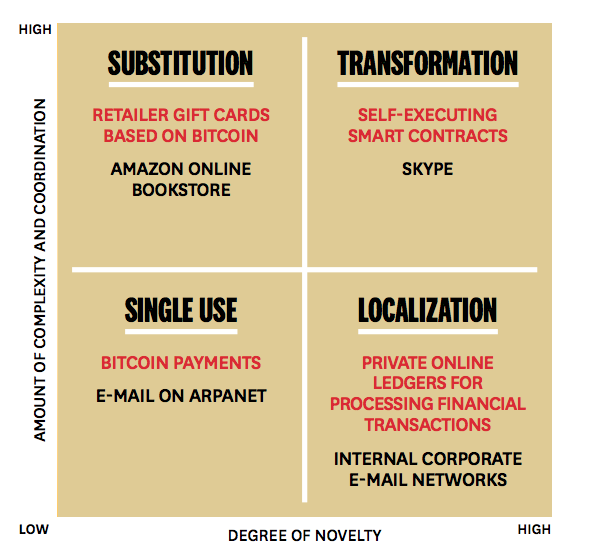 HIGH
SUBSTITUTION
RETAILER GIFT CARDS
BASED ON BITCOIN
AMAZON ONLINE
BOOKSTORE
TRANSFORMATION
SELF-EXECUTING
SMART CONTRACTS
SKYPE
AMOUNT OF COMPLEXITY AND COORDINATION
SINGLE USE
BITCOIN PAYMENTS
E-MAIL ON ARPANET
LOCALIZATION
PRIVATE ONLINE
LEDGERS FOR
PROCESSING FINANCIAL
TRANSACTIONS
INTERNAL CORPORATE
E-MAIL NETWORKS
LOW
DEGREE OF NOVELTY
HIGH